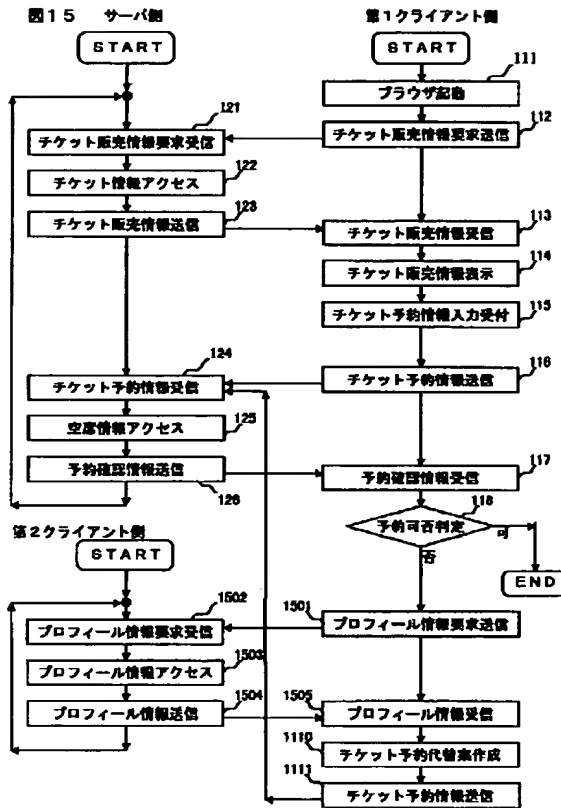 図15 サーバ側
第1クライアント側
START
START
111
ブラウザ起動
121
112
チケット販売情報要求受信
チケット販売情報要求送信
122
チケット情報アクセス
123
チケット販売情報送信
113
チケット販売情報受信
114
チケット販売情報表示
115
チケット予約情報入力受付
124
116
チケット予約情報受信
チケット予約情報送信
125
空席情報アクセス
117
予約確認情報送信
予約確認情報受信
126
118
予約可否判定
可
否
END
第2クライアント側
START
1502
1501
プロフィール情報要求受信
プロフィール情報要求送信
1503
プロフィール情報アクセス
1504
1505
プロフィール情報送信
プロフィール情報受信
1110
チケット予約代替案作成
1111
チケット予約情報送信